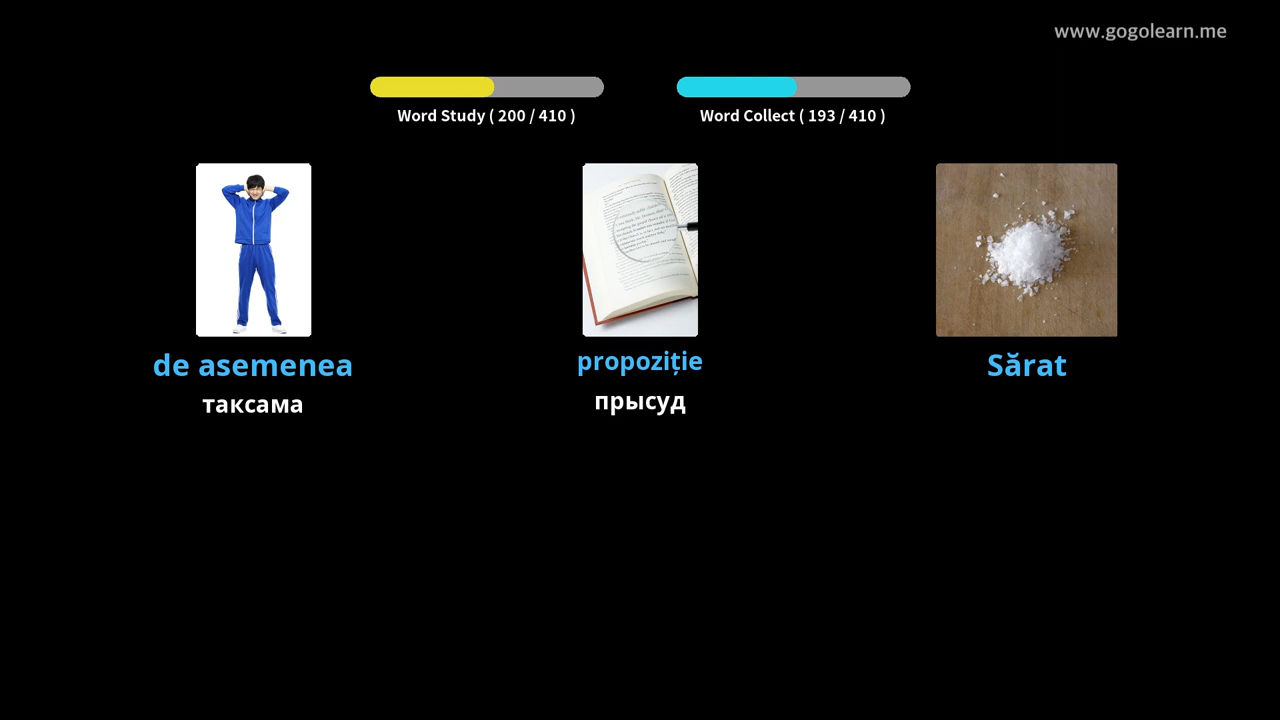 www.gogolearn.me
Word Study ( 200 / 410 )
Word Collect ( 193 / 410 )
de asemenea
таксама
propoziție
прысуд
Sărat